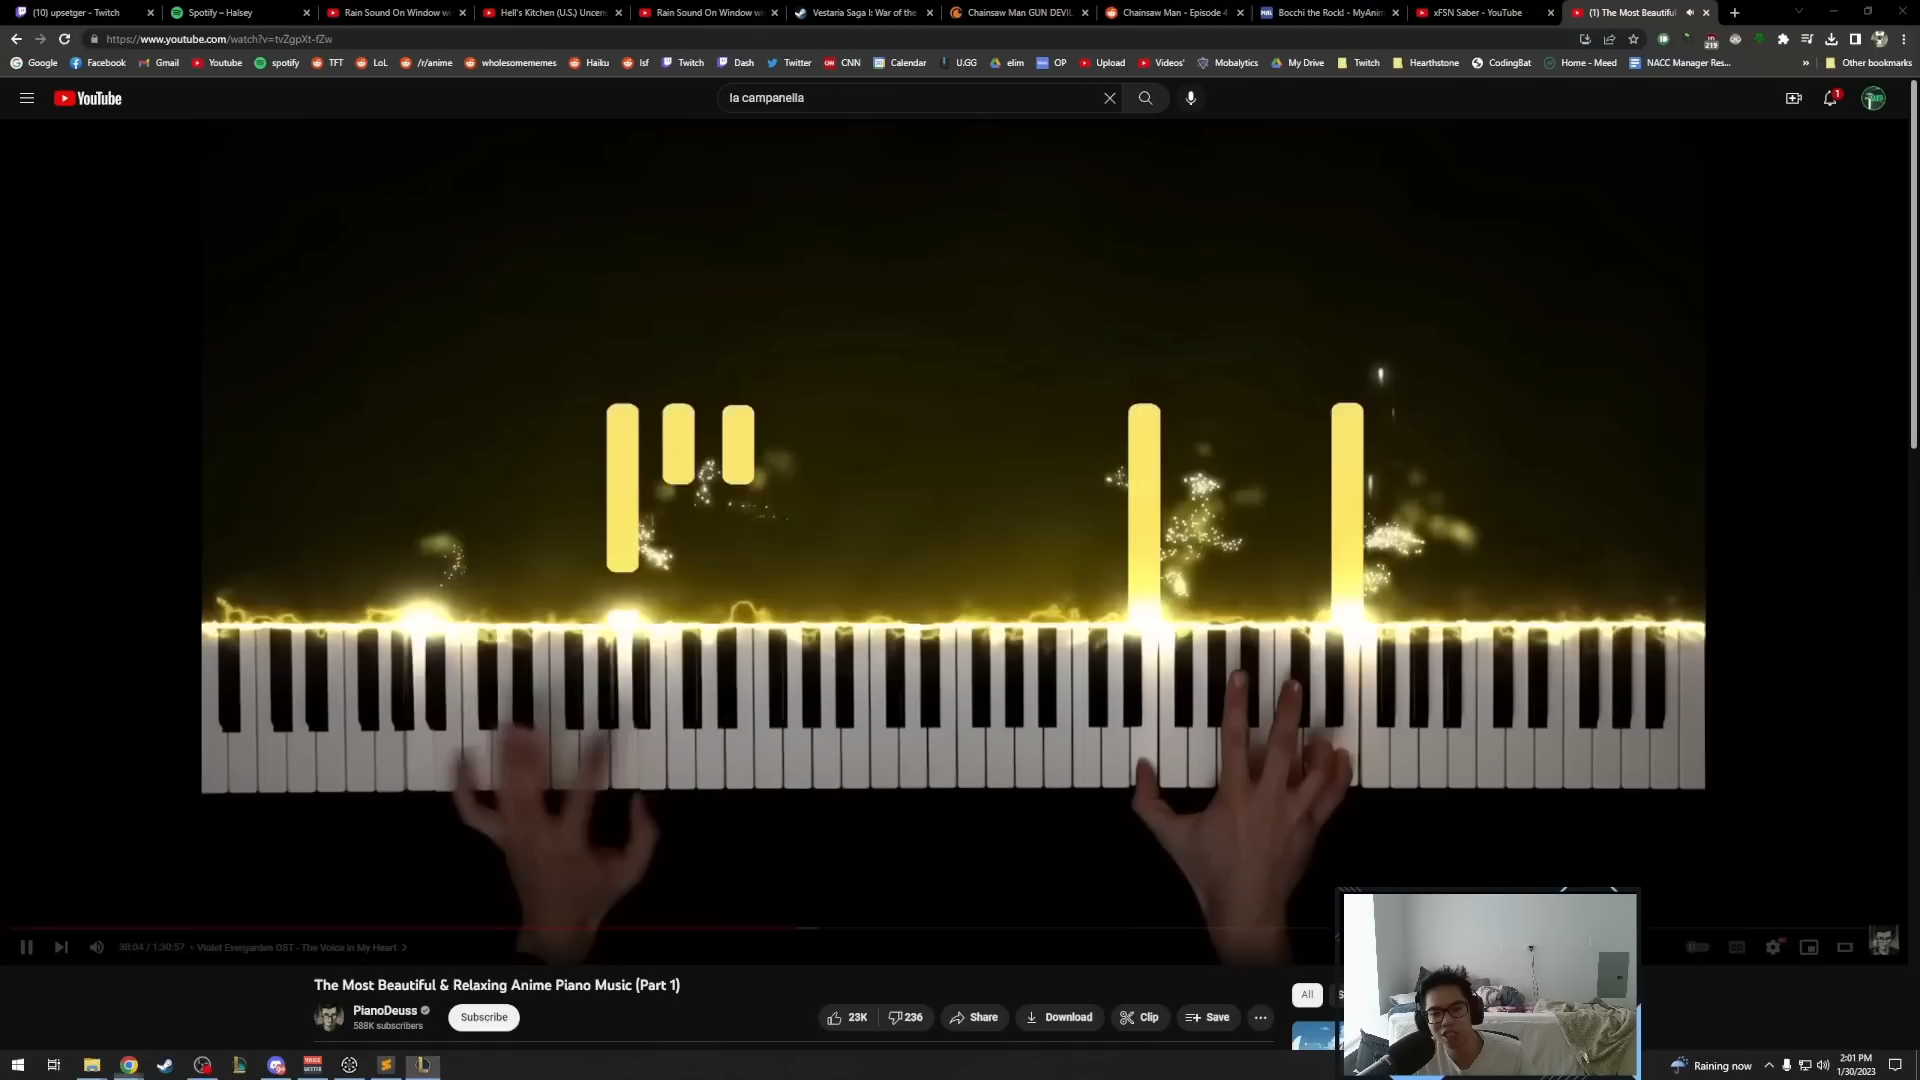 (10) upsetger - Twitch
Spotify – Halsey
Rain Sound On Window wi
Hell's Kitchen (U.S.) Uncens
Rain Sound On Window wi
Vestaria Saga I: War of the
Chainsaw Man GUN DEVIL
Chainsaw Man - Episode 4
Bocchi the Rock! - MyAnim
xFSN Saber - YouTube
(1) The Most Beautiful
https://www.youtube.com/watch?v=tvZgpXt-fZw
219
Google
Facebook
Gmail
Youtube
spotify
TFT
LoL
/r/anime
wholesomememes
Haiku
lsf
Twitch
Dash
Twitter
CNN
Calendar
U.GG
elim
OP
Upload
Videos'
Mobalytics
My Drive
Twitch
Hearthstone
CodingBat
Home - Meed
NACC Manager Res...
»
Other bookmarks
YouTube
la campanella
1
38:04 / 1:30:57 • Violet Evergarden OST - The Voice in My Heart
The Most Beautiful & Relaxing Anime Piano Music (Part 1)
PianoDeuss
588K subscribers
Subscribe
23K
236
Share
Download
Clip
Save
All
Raining now
2:01 PM
1/30/2023